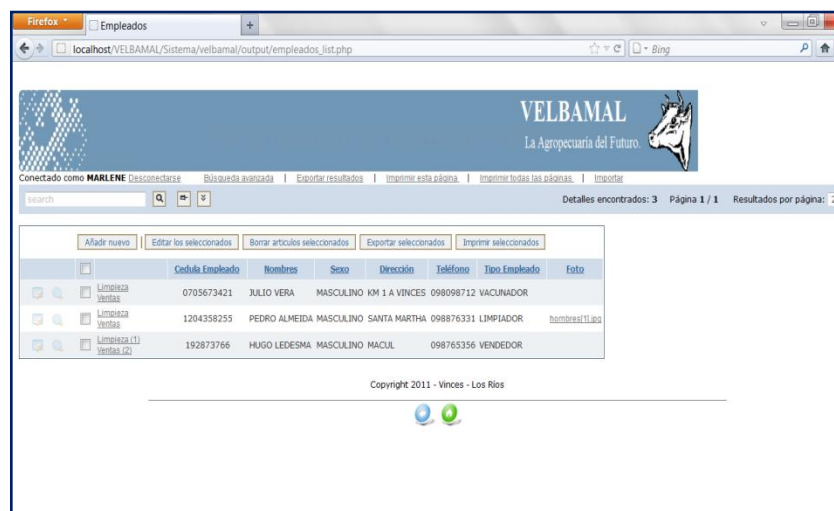 Firefox
Empleados
localhost/VELBAMAL/Sistema/velbamal/output/empleados_list.php
Bing
VELBAMAL
La Agropecuaria del Futuro.
Conectado como MARLENE Desconectarse Búsqueda avanzada | Exportar resultados | Imprimir esta página | Imprimir todas las páginas | Importar
search Detalles encontrados: 3 Página 1 / 1 Resultados por página: 2
Añadir nuevo | Editar los seleccionados Borrar articulos seleccionados Exportar seleccionados Imprimir seleccionados
Cedula Empleado Nombres Sexo Dirección Teléfono Tipo Empleado Foto
Limpieza
Ventas
0705673421 JULIO VERA MASCULINO KM 1 A VINCES 098098712 VACUNADOR
Limpieza
Ventas
1204358255 PEDRO ALMEIDA MASCULINO SANTA MARTHA 098876331 LIMPIADOR hombres[1].jpg
Limpieza (1)
Ventas (2)
192873766 HUGO LEDESMA MASCULINO MACUL 098765356 VENDEDOR
Copyright 2011 - Vinces - Los Ríos